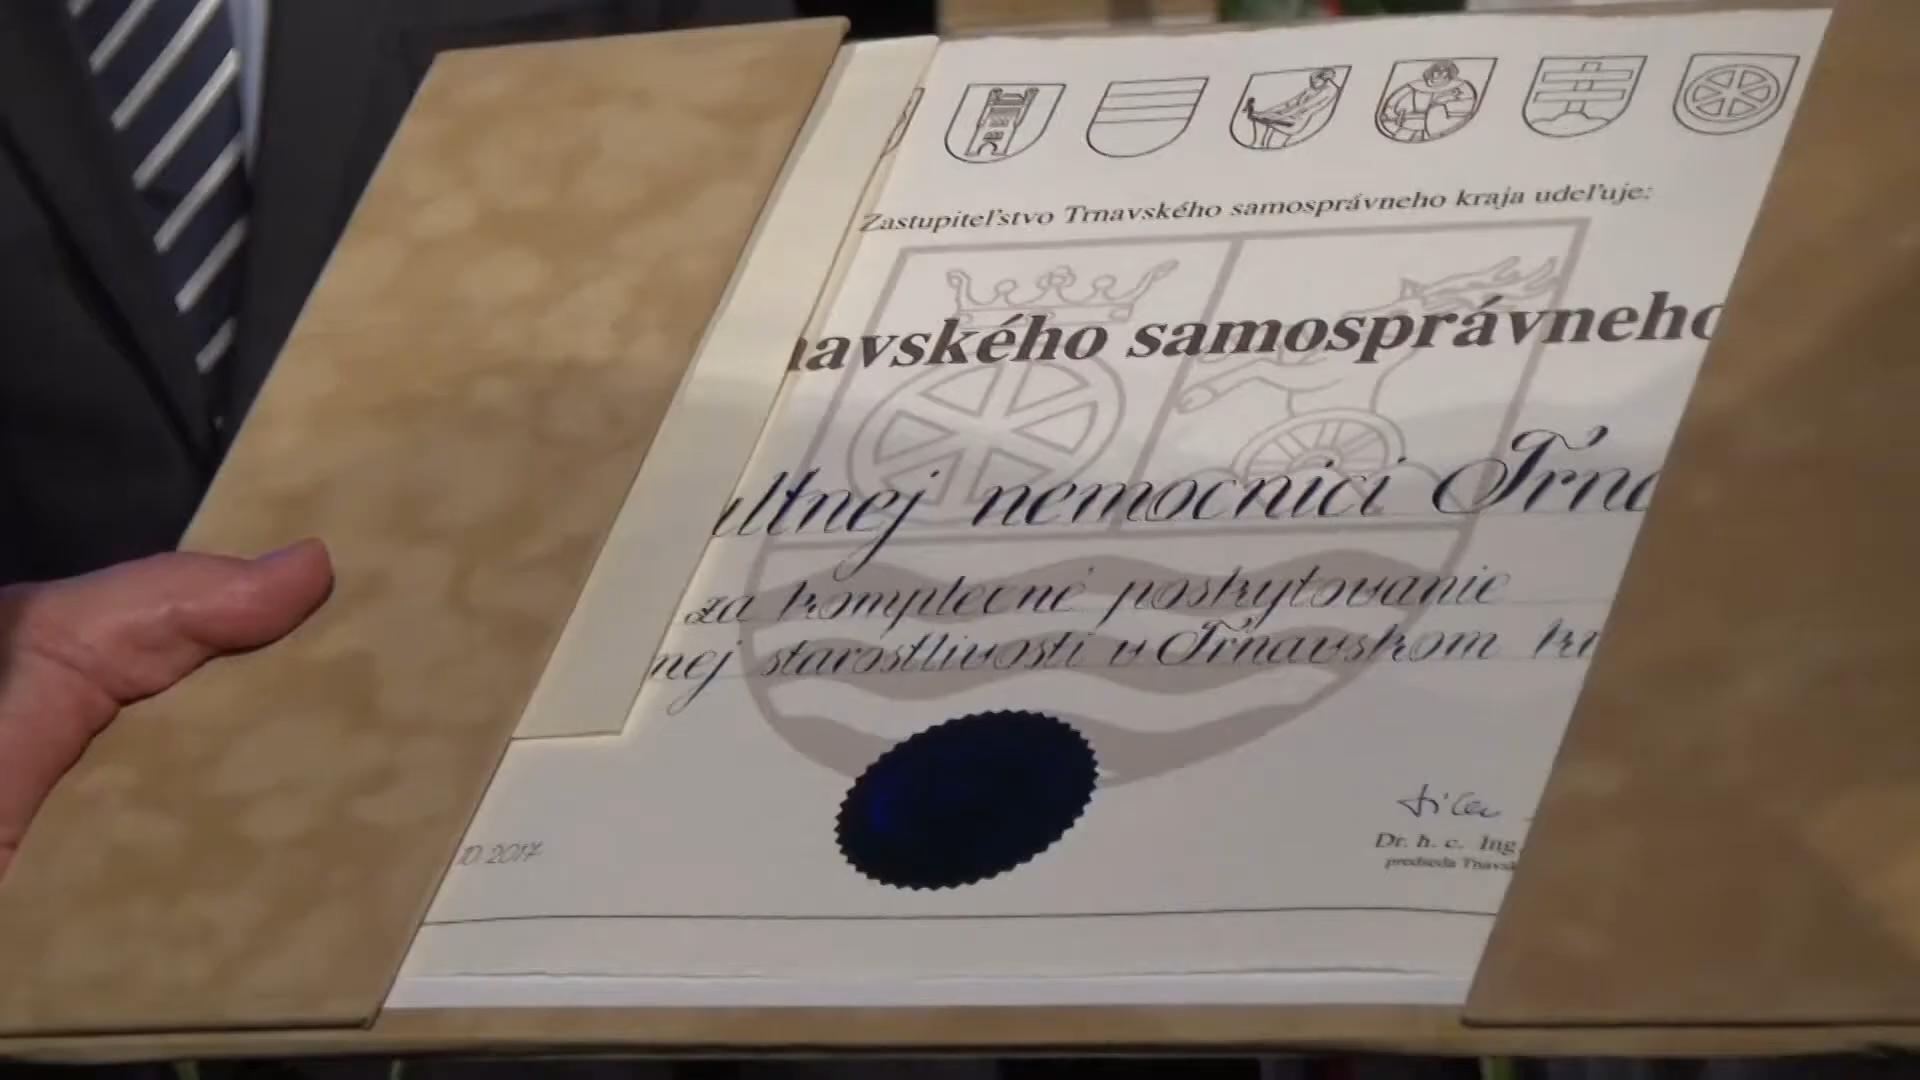 Zastupiteľstvo Trnavského samosprávneho kraja udeľuje:
navského samosprávneho
ultnej nemocnici Trna
za komplexné poskytovanie
nej starostlivosti v Trnavskom kr
10. 2017
Dr. h. c. Ing
predseda Trnavsk